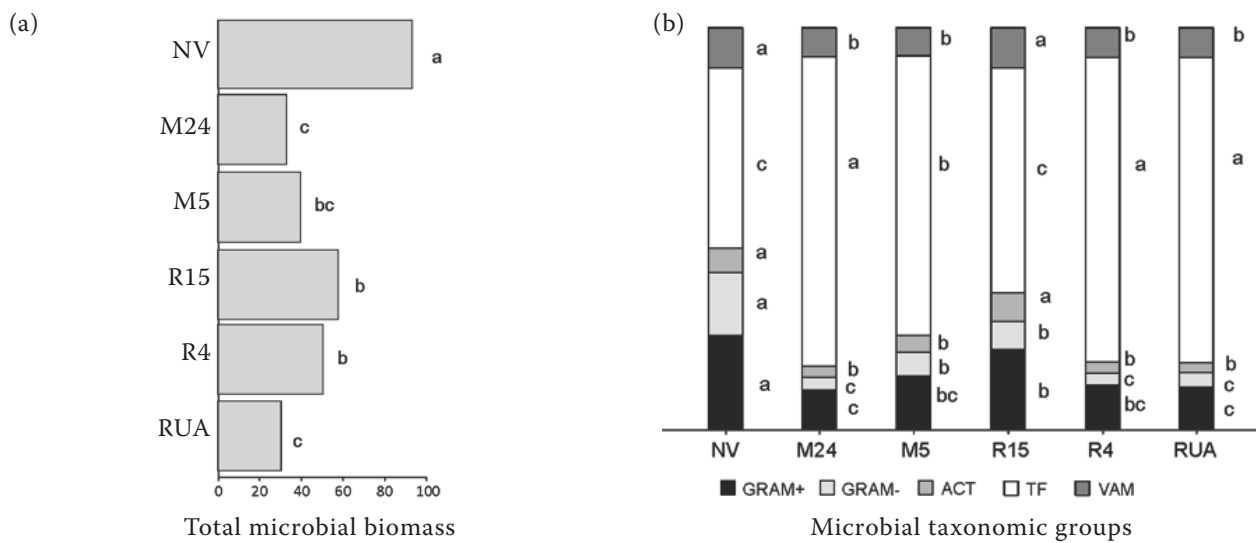 (a)
NV
a
M24
c
M5
bc
R15
b
R4
b
RUA
c
0 20 40 60 80 100
Total microbial biomass
(b)
a b b a b b
c a b c a a
a b b a b b
a c b b c c
a c bc b bc c
NV M24 M5 R15 R4 RUA
GRAM+ GRAM- ACT TF VAM
Microbial taxonomic groups